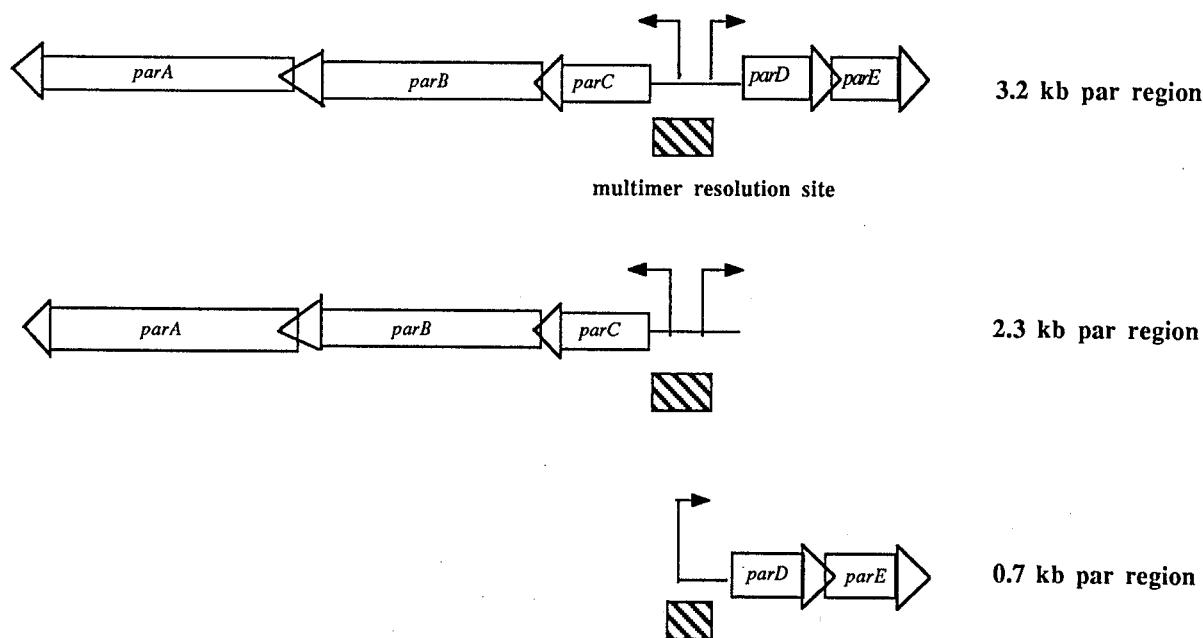 parA parB parC parD parE 3.2 kb par region
multimer resolution site
parA parB parC 2.3 kb par region
parD parE 0.7 kb par region